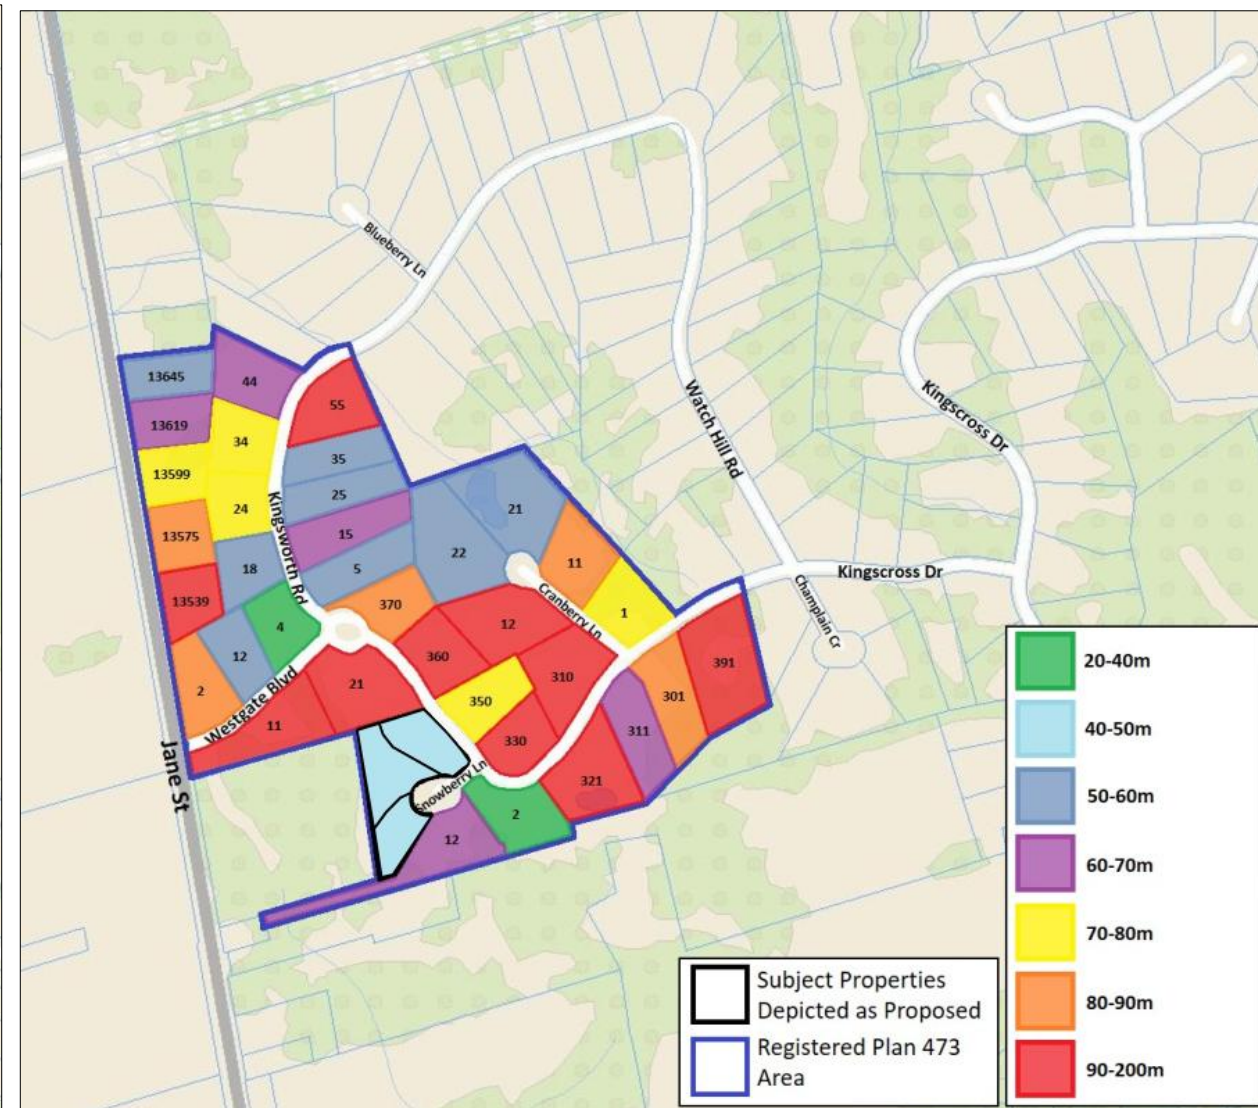 Blueberry Ln
13645
44
13619
55
34
35
13599
25
24
Kingsworth Rd
15
21
13575
22
18
5
11
Watch Hill Rd
Kingscross Dr
Kingscross Dr
Champlain Cr
13539
370
Cranberry Ln
1
4
12
12
360
310
391
2
21
350
301
Westgate Blvd
11
330
311
Jane St
Snowberry Ln
321
2
12
20-40m
40-50m
50-60m
60-70m
70-80m
80-90m
90-200m
Subject Properties
Depicted as Proposed
Registered Plan 473
Area